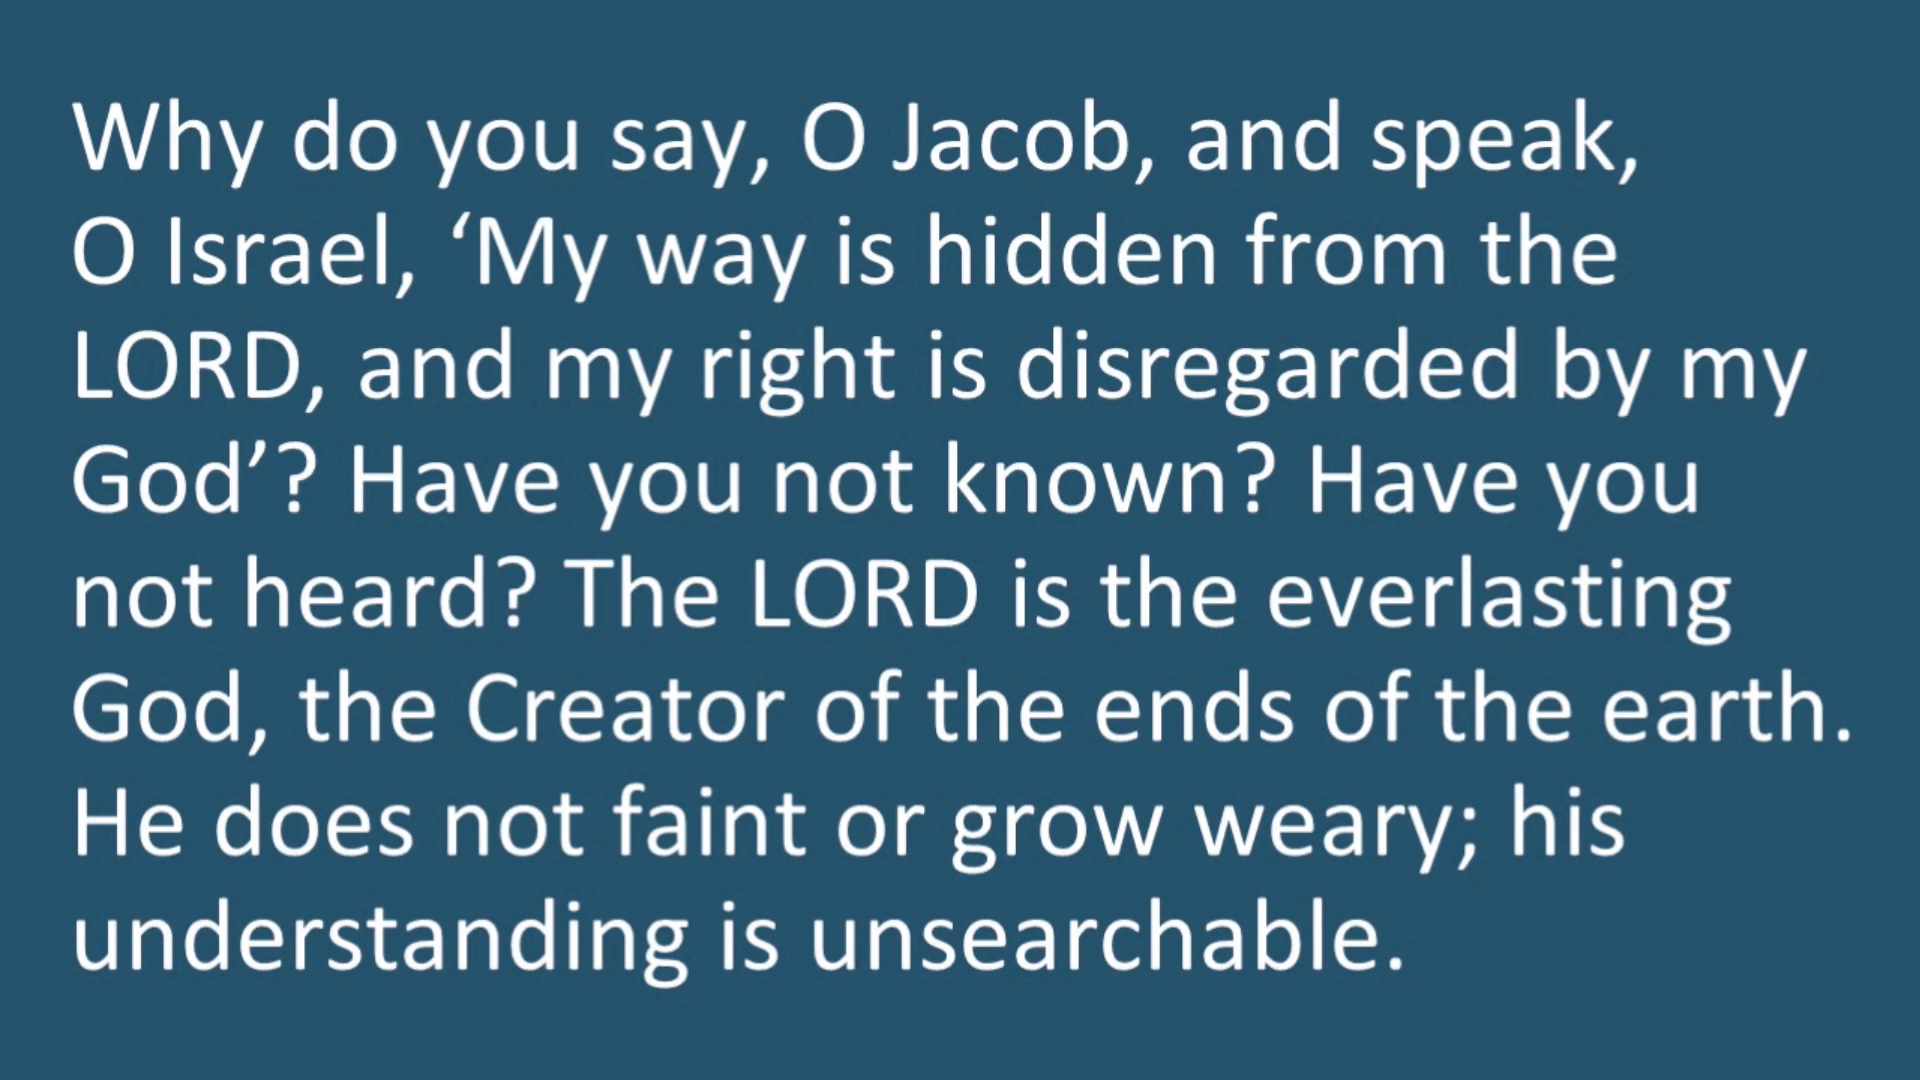 Why do you say, O Jacob, and speak,
O Israel, ‘My way is hidden from the
LORD, and my right is disregarded by my
God’? Have you not known? Have you
not heard? The LORD is the everlasting
God, the Creator of the ends of the earth.
He does not faint or grow weary; his
understanding is unsearchable.